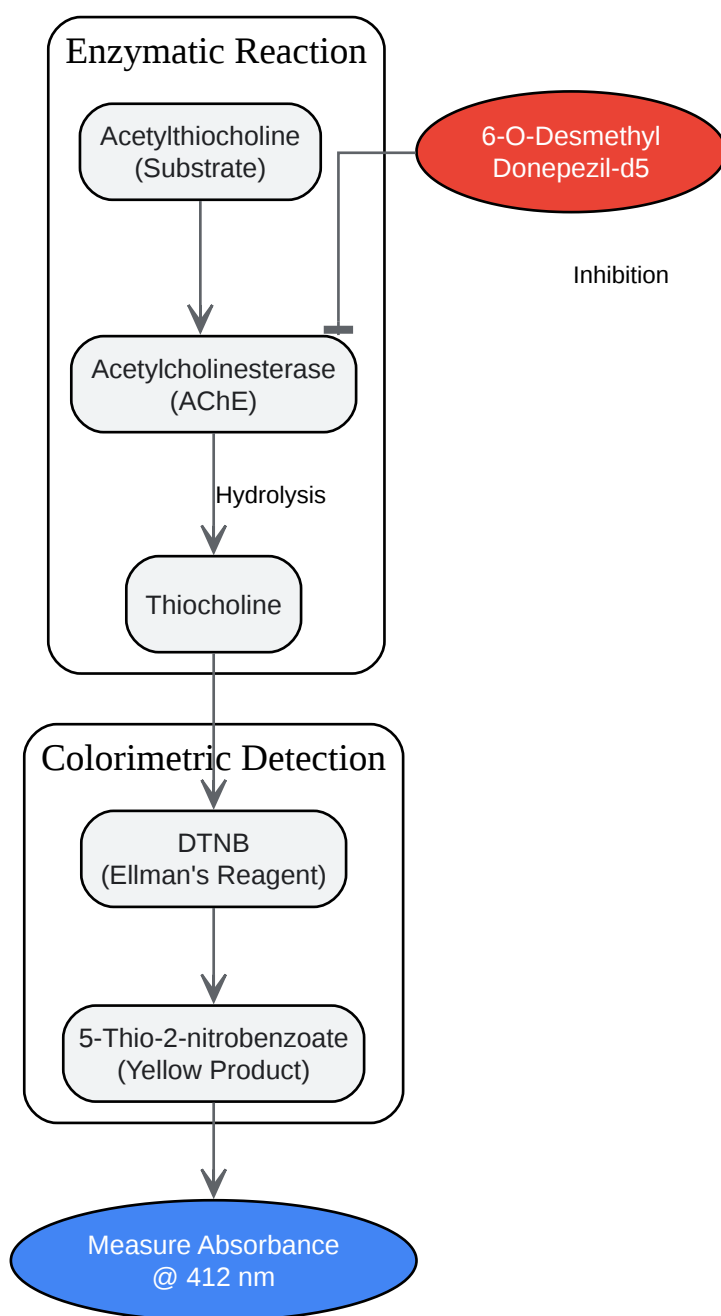 Enzymatic Reaction
Acetylthiocholine
(Substrate)
6-O-Desmethyl
Donepezil-d5
Inhibition
Acetylcholinesterase
(AChE)
Hydrolysis
Thiocholine
Colorimetric Detection
DTNB
(Ellman's Reagent)
5-Thio-2-nitrobenzoate
(Yellow Product)
Measure Absorbance
@ 412 nm